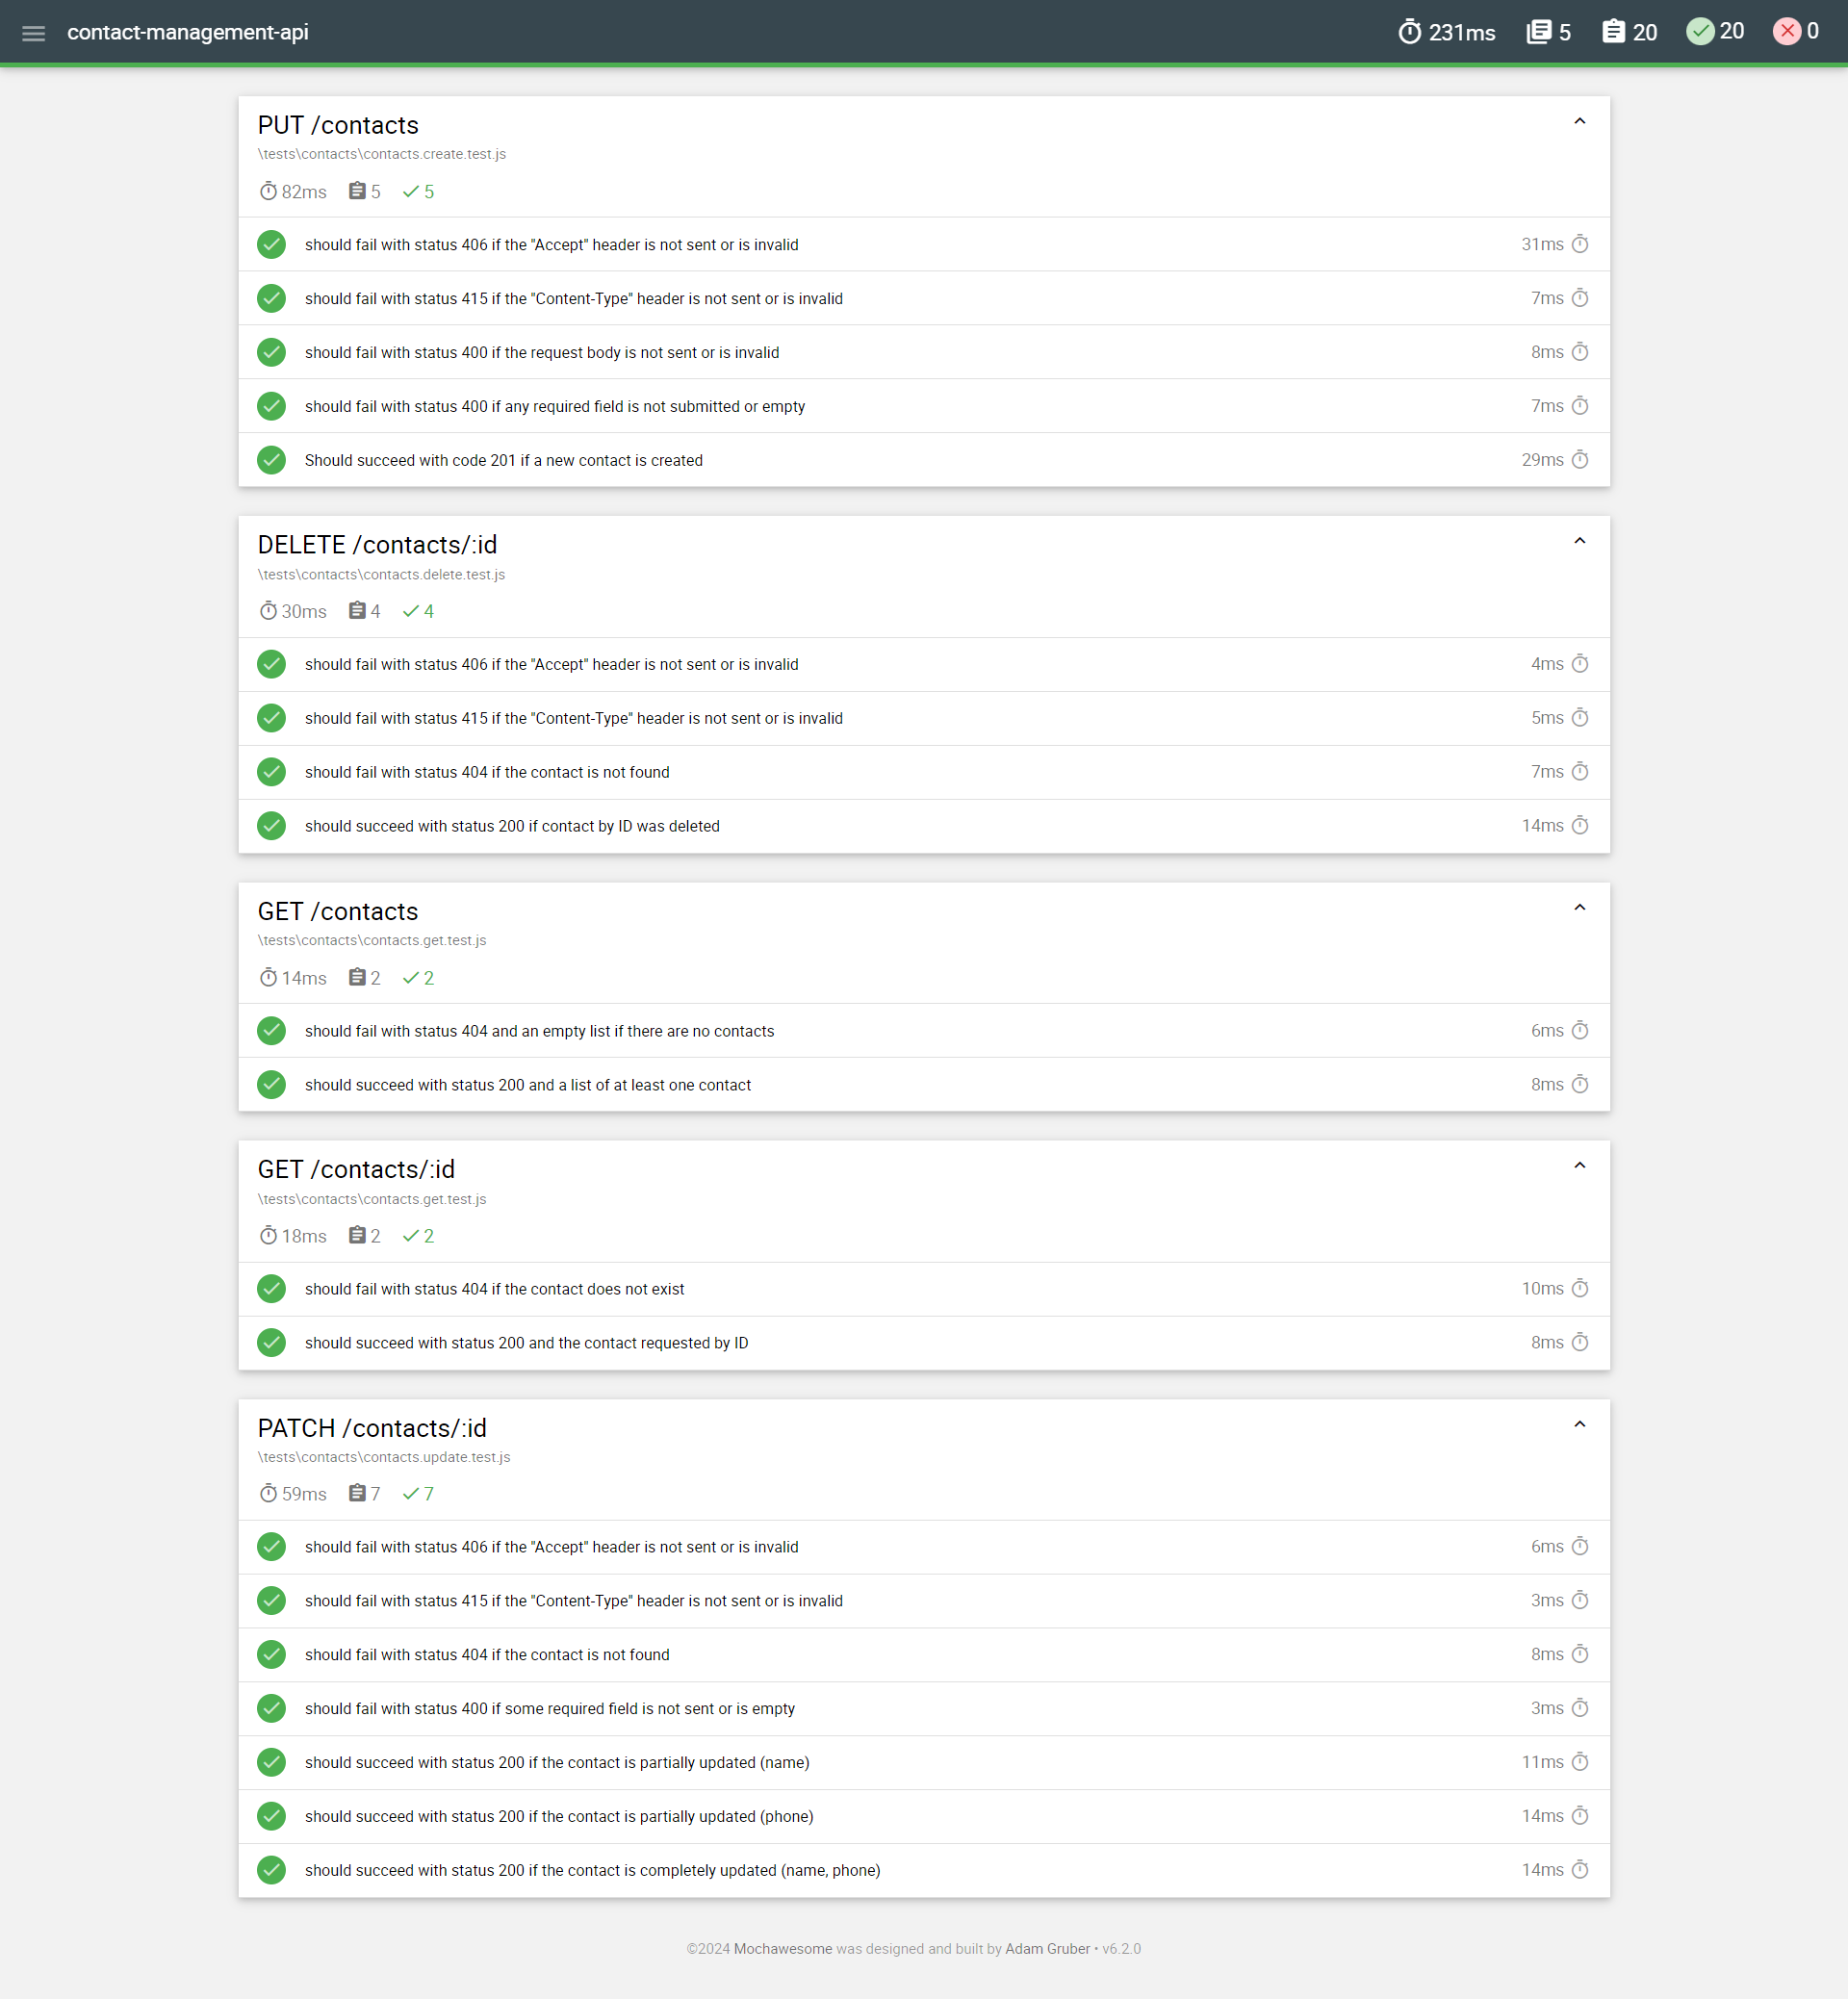 contact-management-api 231ms 5 20 20 0
PUT /contacts
\tests\contacts\contacts.create.test.js
82ms 5 5
should fail with status 406 if the "Accept" header is not sent or is invalid 31ms
should fail with status 415 if the "Content-Type" header is not sent or is invalid 7ms
should fail with status 400 if the request body is not sent or is invalid 8ms
should fail with status 400 if any required field is not submitted or empty 7ms
Should succeed with code 201 if a new contact is created 29ms
DELETE /contacts/:id
\tests\contacts\contacts.delete.test.js
30ms 4 4
should fail with status 406 if the "Accept" header is not sent or is invalid 4ms
should fail with status 415 if the "Content-Type" header is not sent or is invalid 5ms
should fail with status 404 if the contact is not found 7ms
should succeed with status 200 if contact by ID was deleted 14ms
GET /contacts
\tests\contacts\contacts.get.test.js
14ms 2 2
should fail with status 404 and an empty list if there are no contacts 6ms
should succeed with status 200 and a list of at least one contact 8ms
GET /contacts/:id
\tests\contacts\contacts.get.test.js
18ms 2 2
should fail with status 404 if the contact does not exist 10ms
should succeed with status 200 and the contact requested by ID 8ms
PATCH /contacts/:id
\tests\contacts\contacts.update.test.js
59ms 7 7
should fail with status 406 if the "Accept" header is not sent or is invalid 6ms
should fail with status 415 if the "Content-Type" header is not sent or is invalid 3ms
should fail with status 404 if the contact is not found 8ms
should fail with status 400 if some required field is not sent or is empty 3ms
should succeed with status 200 if the contact is partially updated (name) 11ms
should succeed with status 200 if the contact is partially updated (phone) 14ms
should succeed with status 200 if the contact is completely updated (name, phone) 14ms
©2024 Mochawesome was designed and built by Adam Gruber • v6.2.0